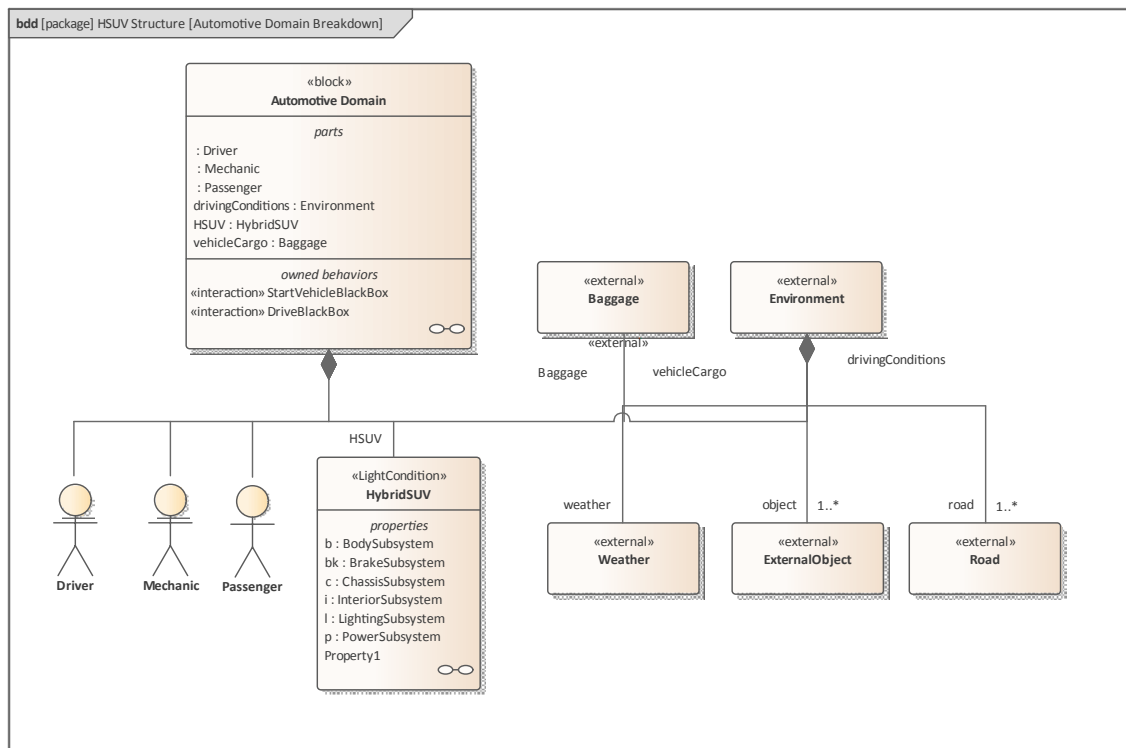 bdd [package] HSUV Structure [Automotive Domain Breakdown]
«block»
Automotive Domain
parts
: Driver
: Mechanic
: Passenger
drivingConditions : Environment
HSUV : HybridSUV
vehicleCargo : Baggage
owned behaviors
«interaction» StartVehicleBlackBox
«interaction» DriveBlackBox
«external»
Baggage
«external»
Environment
«external»
Baggage
vehicleCargo
drivingConditions
HSUV
Driver
Mechanic
Passenger
«LightCondition»
HybridSUV
properties
b : BodySubsystem
bk : BrakeSubsystem
c : ChassisSubsystem
i : InteriorSubsystem
l : LightingSubsystem
p : PowerSubsystem
Property1
weather
object
1..*
road
1..*
«external»
Weather
«external»
ExternalObject
«external»
Road